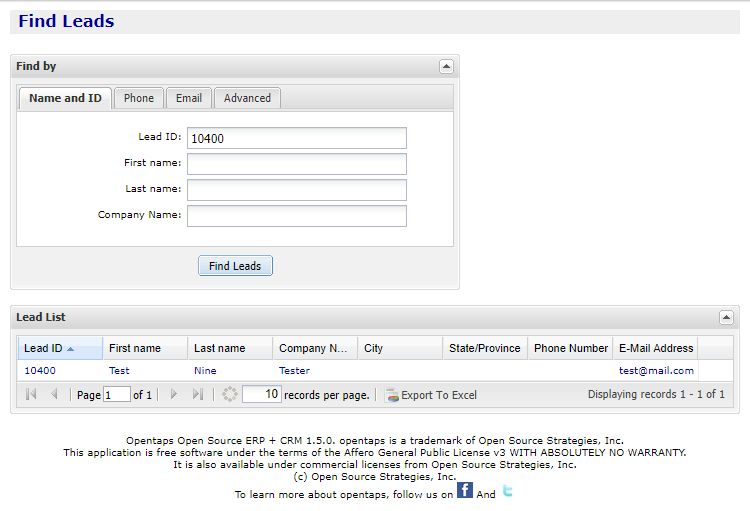 Find Leads
Find by
Name and ID Phone Email Advanced
Lead ID: 10400
First name:
Last name:
Company Name:
Find Leads
Lead List
Lead ID First name Last name Company N... City State/Province Phone Number E-Mail Address
10400 Test Nine Tester test@mail.com
Page 1 of 1 10 records per page. Export To Excel Displaying records 1 - 1 of 1
Opentaps Open Source ERP + CRM 1.5.0. opentaps is a trademark of Open Source Strategies, Inc.
This application is free software under the terms of the Affero General Public License v3 WITH ABSOLUTELY NO WARRANTY.
It is also available under commercial licenses from Open Source Strategies, Inc.
(c) Open Source Strategies, Inc.
To learn more about opentaps, follow us on f And t